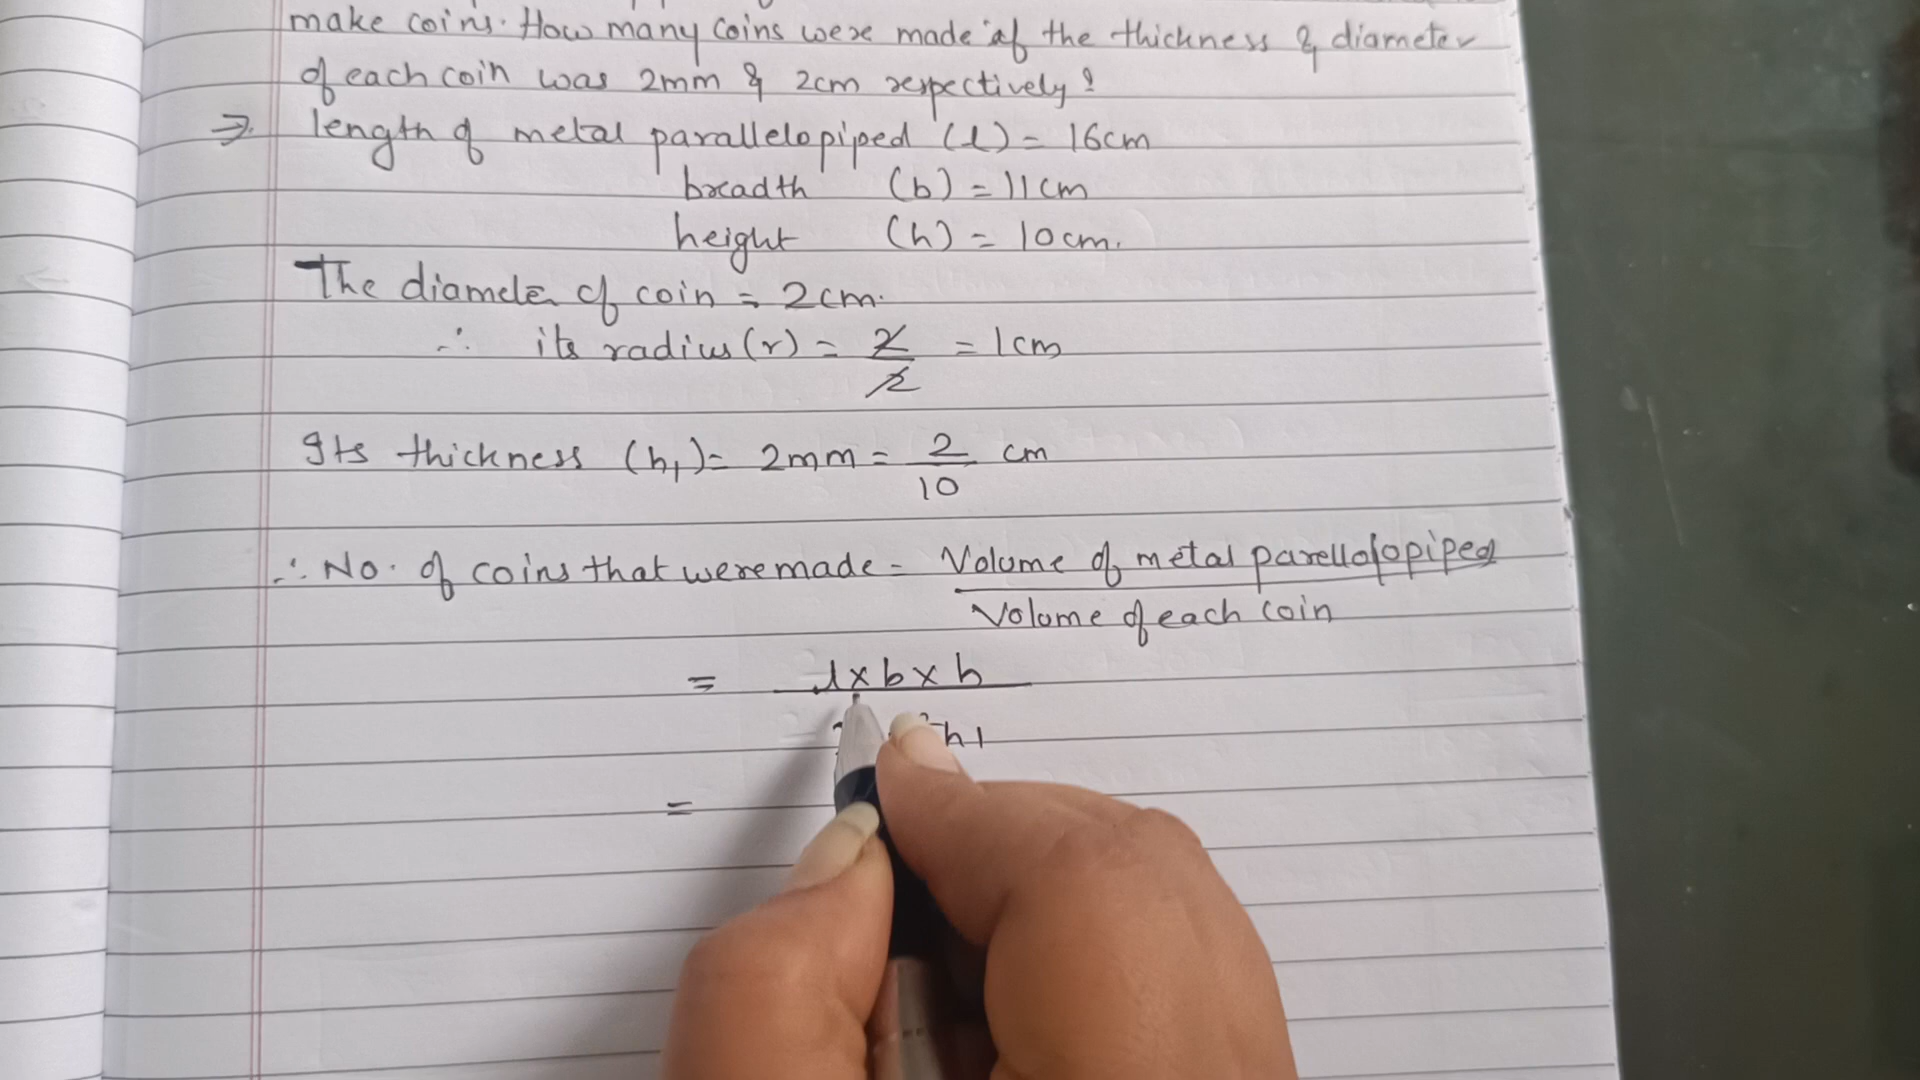 make coins. How many coins were made if the thickness & diameter
of each coin was 2mm & 2cm respectively?
⇒ length of metal parallelopiped (l) = 16cm
breadth (b) = 11cm
height (h) = 10cm.
The diameter of coin = 2cm.
∴ its radius (r) = 2/2 = 1cm
Its thickness (h₁) = 2mm = 2/10 cm
∴ No. of coins that were made = Volume of metal parellolopiped
Volume of each coin
= l × b × h
² h1
=